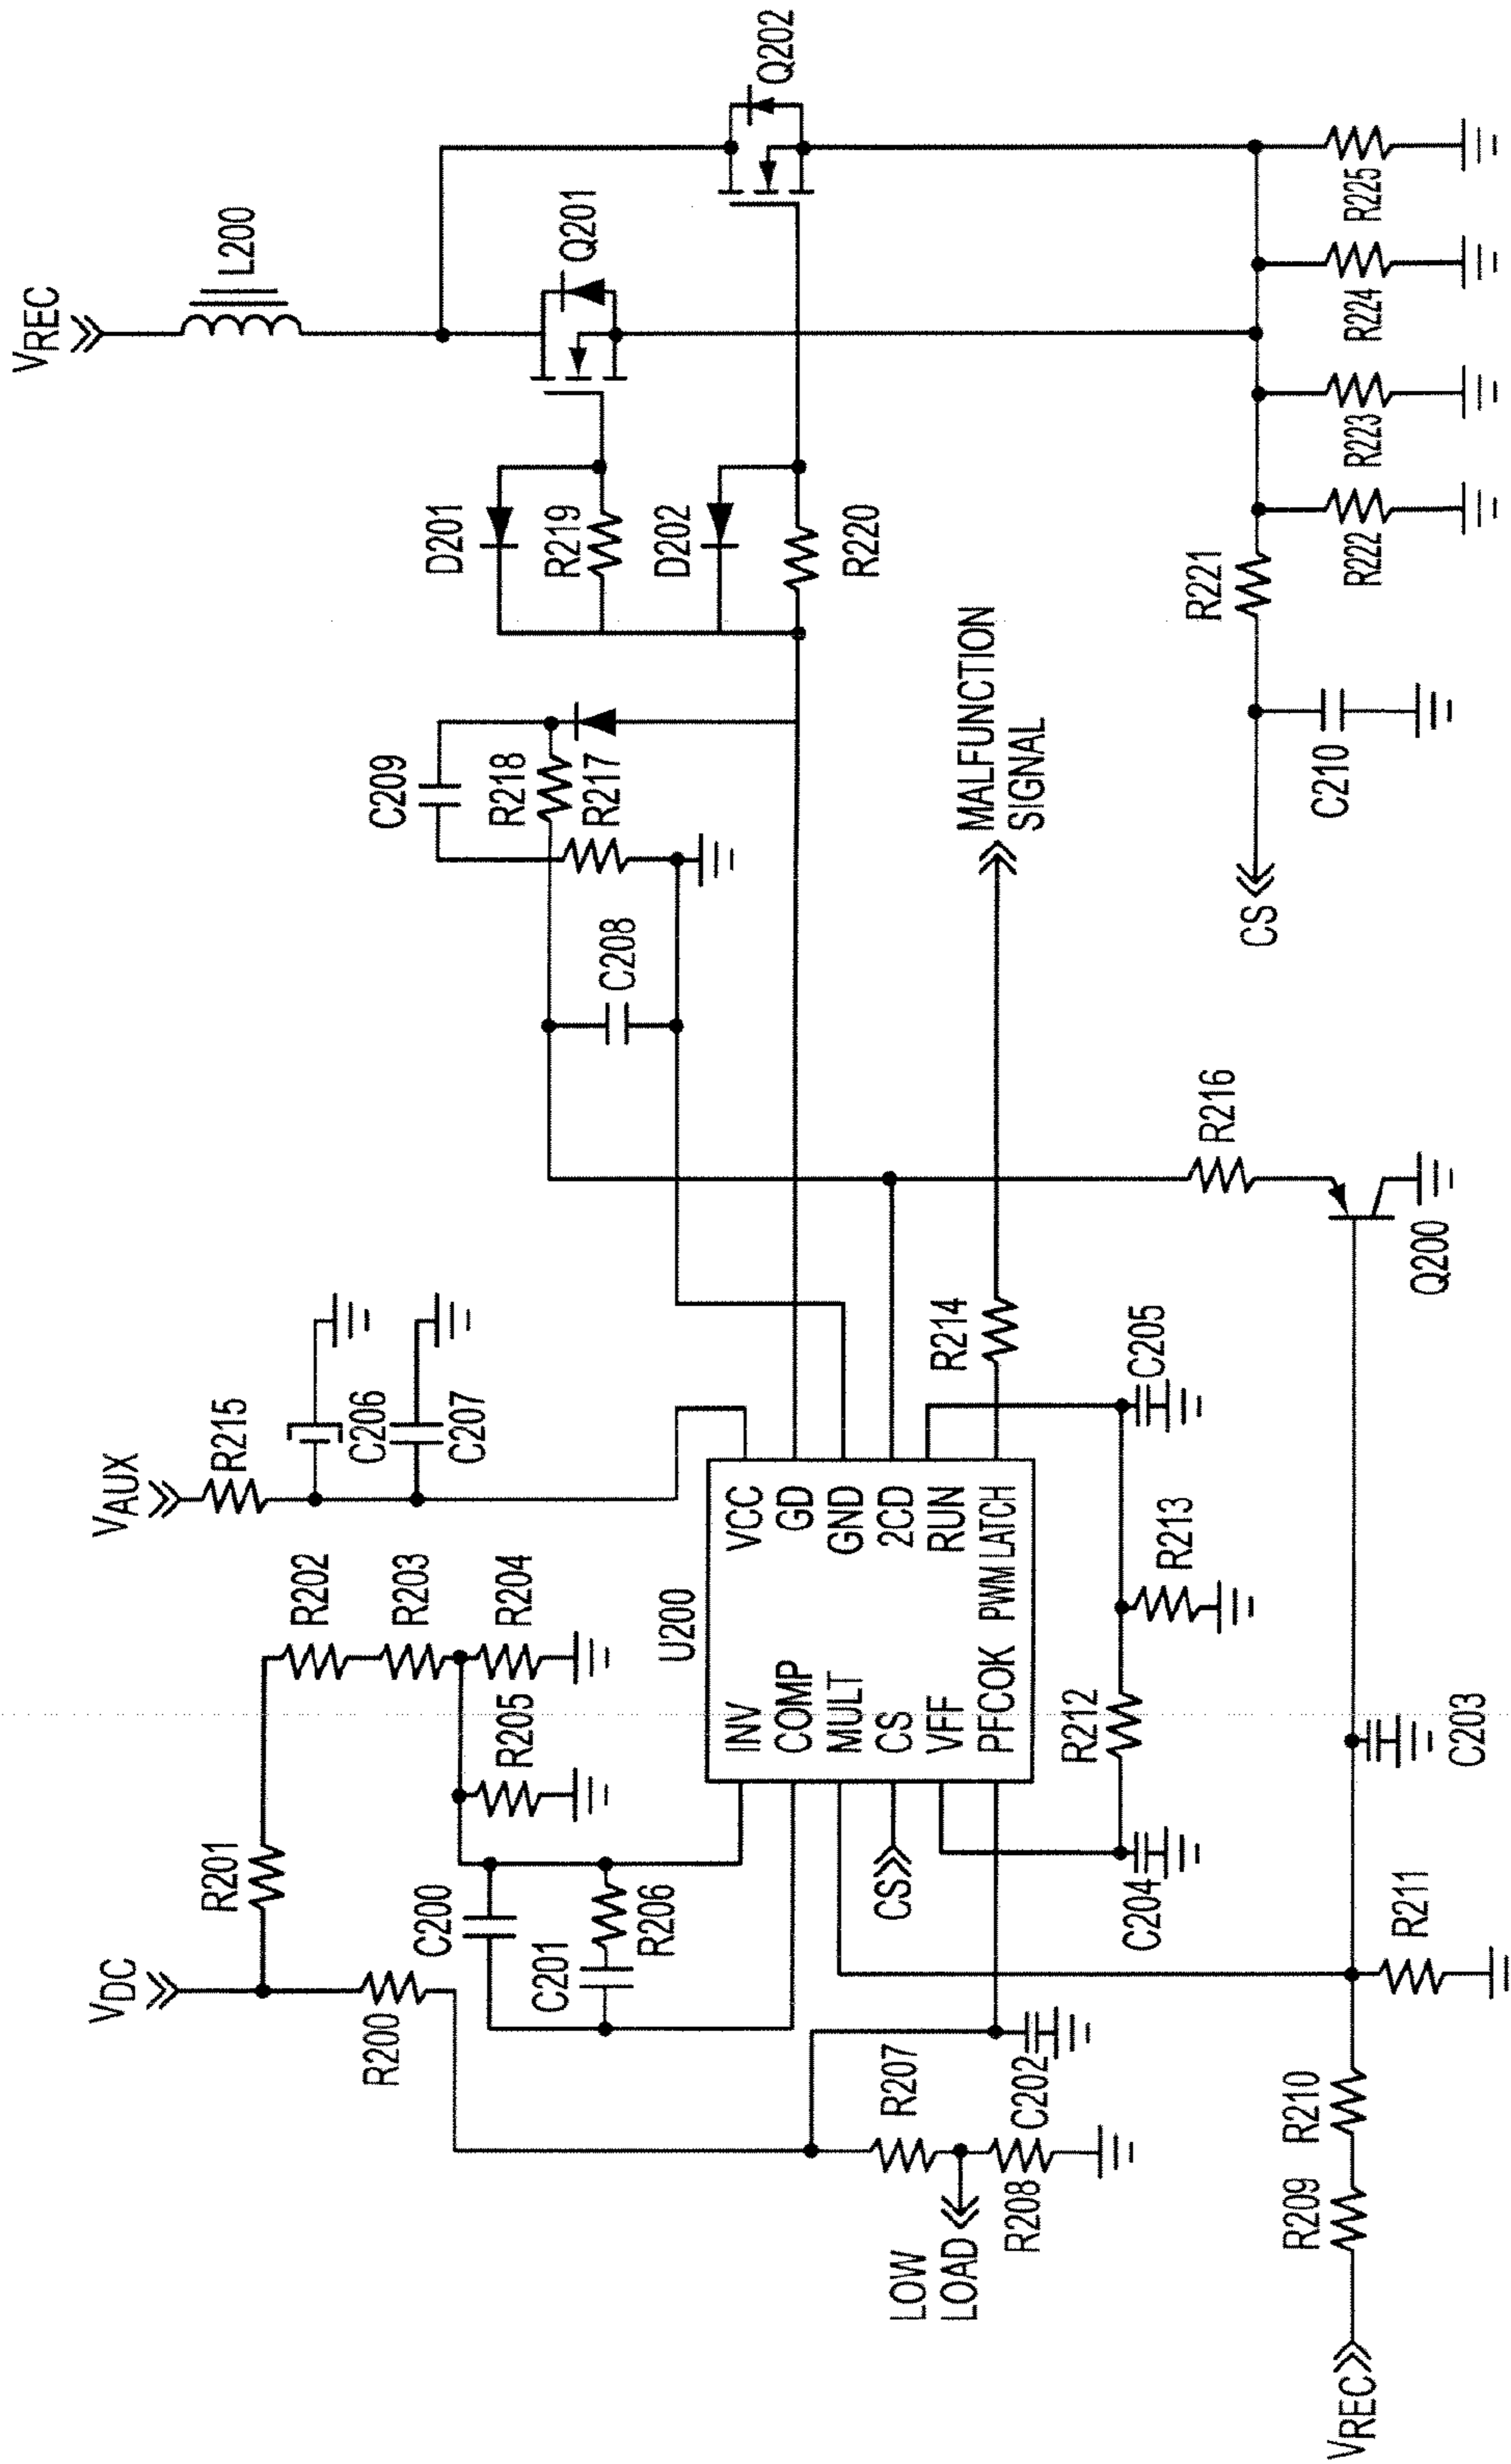 VREC
L200
Q201
Q202
D201
R219
D202
R220
C209
R218
R217
C208
MALFUNCTION
SIGNAL
R221
R222
R223
R224
R225
C210
CS
VAUX
R215
C206
C207
R216
Q200
R214
C205
VDC
R201
R202
R203
R204
R205
R200
C200
C201
R206
U200
INV
COMP
MULT
CS
VFF
PFCOK
VCC
GD
GND
2CD
RUN
PWM LATCH
CS
R212
R213
C204
C203
R207
C202
R208
LOW
LOAD
R211
R210
R209
VREC